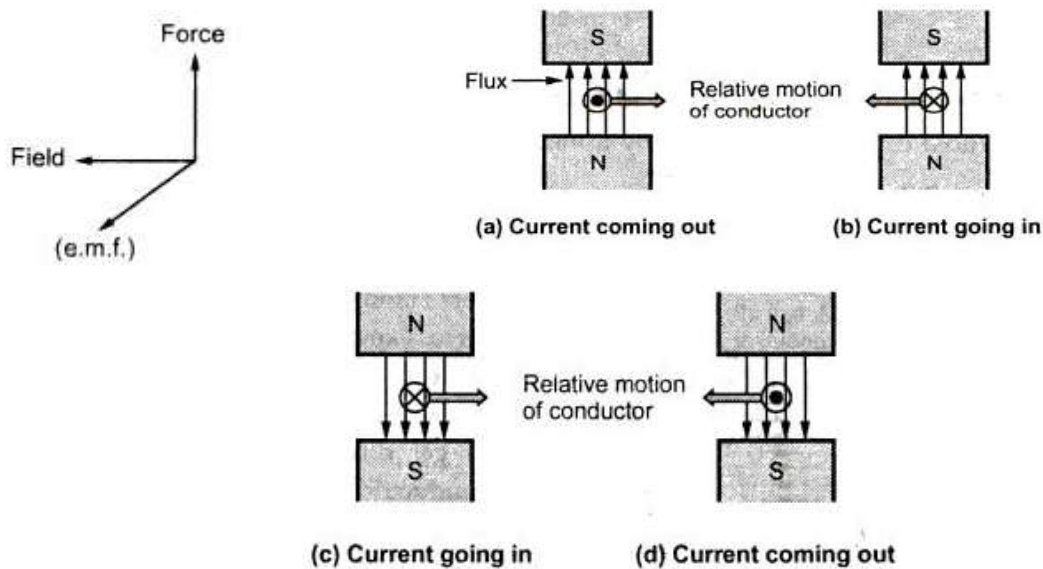 Force
Field
(e.m.f.)
S
Flux
N
(a) Current coming out
Relative motion
of conductor
S
N
(b) Current going in
N
S
(c) Current going in
Relative motion
of conductor
N
S
(d) Current coming out